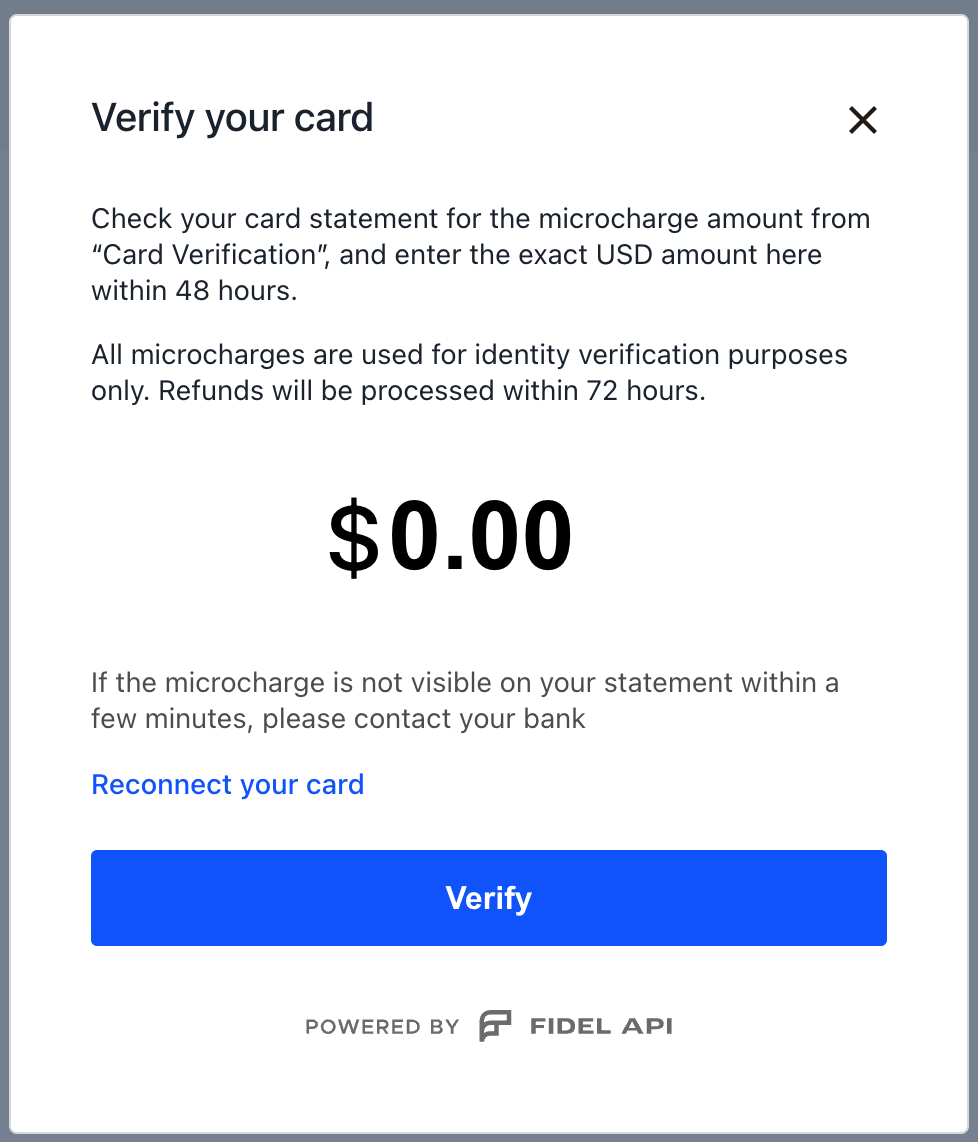 Verify your card
Check your card statement for the microcharge amount from
“Card Verification”, and enter the exact USD amount here
within 48 hours.
All microcharges are used for identity verification purposes
only. Refunds will be processed within 72 hours.
$0.00
If the microcharge is not visible on your statement within a
few minutes, please contact your bank
Reconnect your card
Verify
POWERED BY FIDEL API